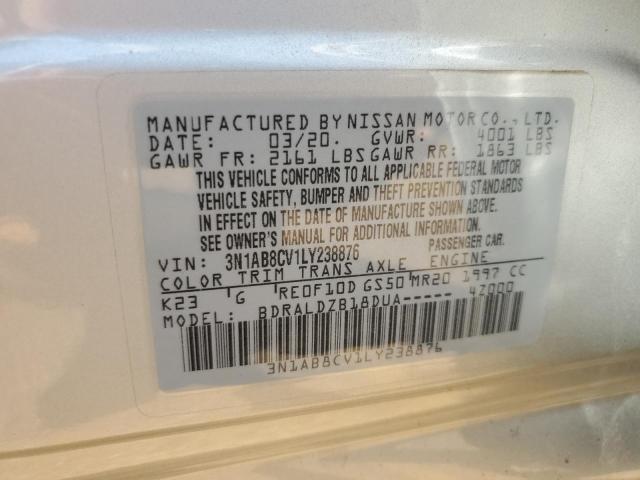 MANUFACTURED BY NISSAN MOTOR CO., LTD.
DATE: 03/20. GVWR: 4001 LBS
GAWR FR: 2161 LBS GAWR RR: 1863 LBS
THIS VEHICLE CONFORMS TO ALL APPLICABLE FEDERAL MOTOR
VEHICLE SAFETY, BUMPER AND THEFT PREVENTION STANDARDS
IN EFFECT ON THE DATE OF MANUFACTURE SHOWN ABOVE.
SEE OWNER'S MANUAL FOR ADDITIONAL INFORMATION.
VIN: 3N1AB8CV1LY238876 PASSENGER CAR.
COLOR TRIM TRANS AXLE ENGINE
K23 G RE0F10D GS50 MR20 1997 CC
MODEL: BDRALDZB18DUA---- 4Z000
3N1AB8CV1LY238876